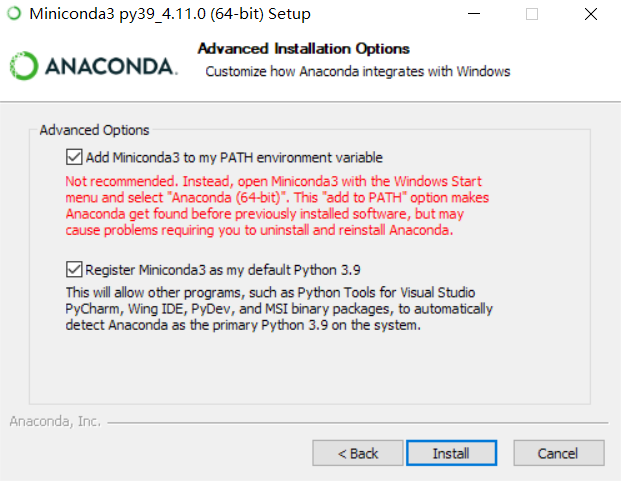 Miniconda3 py39_4.11.0 (64-bit) Setup
ANACONDA.
Advanced Installation Options
Customize how Anaconda integrates with Windows
Advanced Options
Add Miniconda3 to my PATH environment variable
Not recommended. Instead, open Miniconda3 with the Windows Start
menu and select "Anaconda (64-bit)". This "add to PATH" option makes
Anaconda get found before previously installed software, but may
cause problems requiring you to uninstall and reinstall Anaconda.
Register Miniconda3 as my default Python 3.9
This will allow other programs, such as Python Tools for Visual Studio
PyCharm, Wing IDE, PyDev, and MSI binary packages, to automatically
detect Anaconda as the primary Python 3.9 on the system.
Anaconda, Inc.
< Back
Install
Cancel